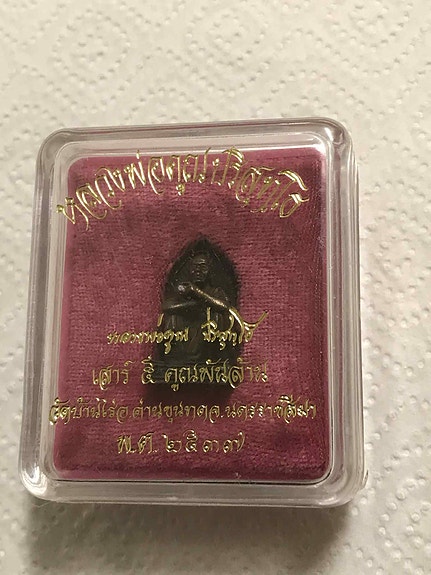 หลวงพ่อคูณปริสุทฺโธ
หลวงพ่อคูณ ปริสุทฺโธ
เสาร์ ๕ คูณพันล้าน
วัดบ้านไร่ อ.ด่านขุนทด จ.นครราชสีมา
พ.ศ. ๒๕๓๗